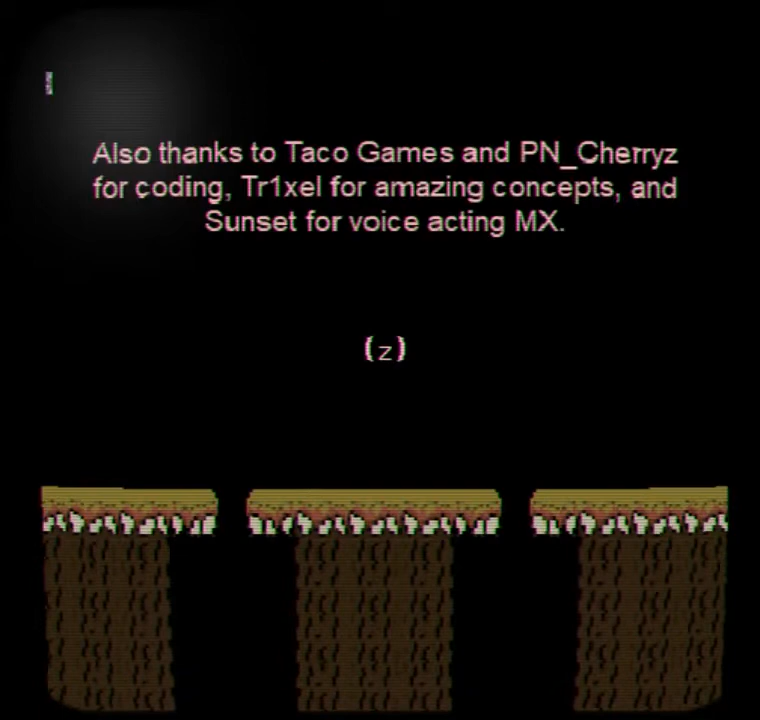 Also thanks to Taco Games and PN_Cherryz
for coding, Tr1xel for amazing concepts, and
Sunset for voice acting MX.
(z)